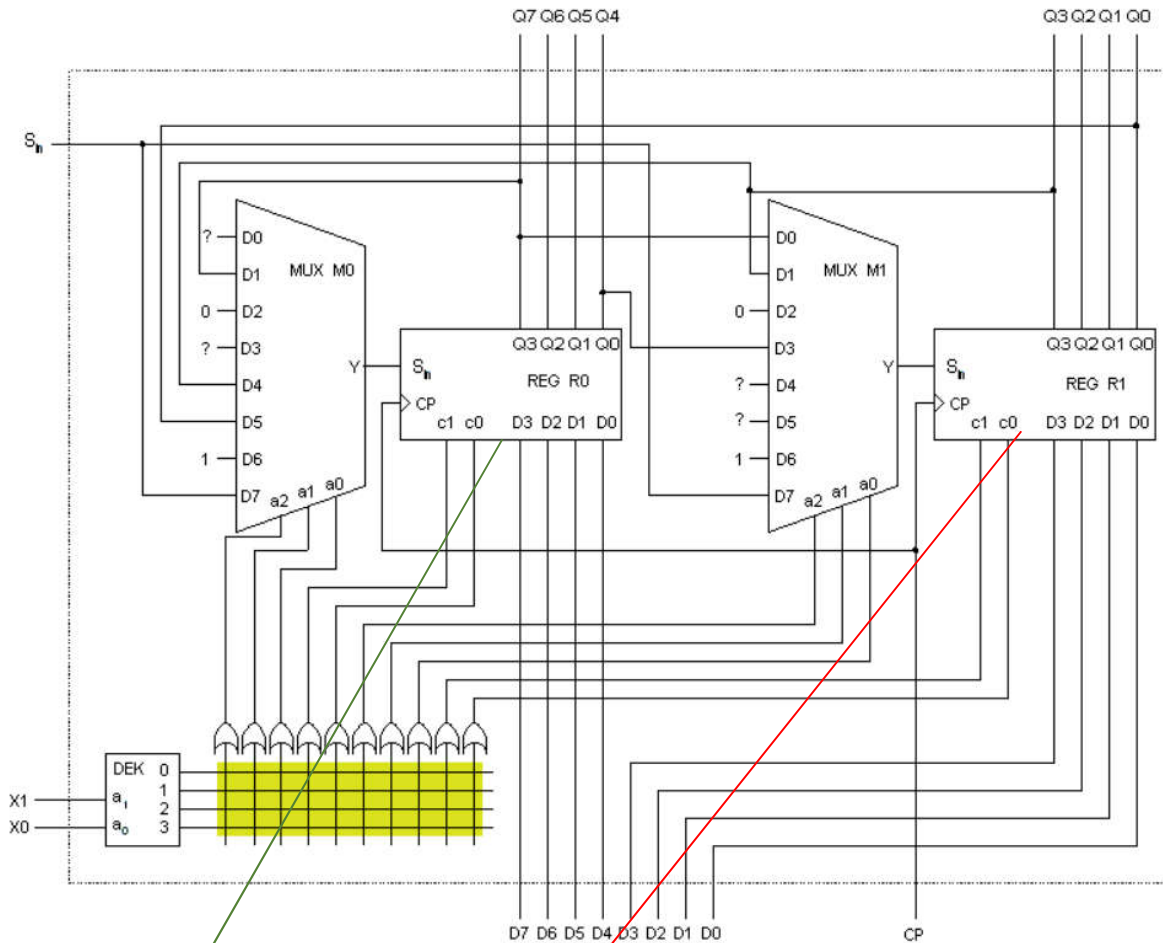 Q7 Q6 Q5 Q4
Q3 Q2 Q1 Q0
S_in
? D0
D1
0 D2
? D3
D4
D5
1 D6
D7
MUX M0
Y
a2 a1 a0
Q3 Q2 Q1 Q0
S_in
REG R0
CP
c1 c0 D3 D2 D1 D0
D0
D1
0 D2
D3
? D4
? D5
1 D6
D7
MUX M1
Y
a2 a1 a0
Q3 Q2 Q1 Q0
S_in
REG R1
CP
c1 c0 D3 D2 D1 D0
DEK 0
1
2
3
a1
a0
X1
X0
D7 D6 D5 D4 D3 D2 D1 D0
CP